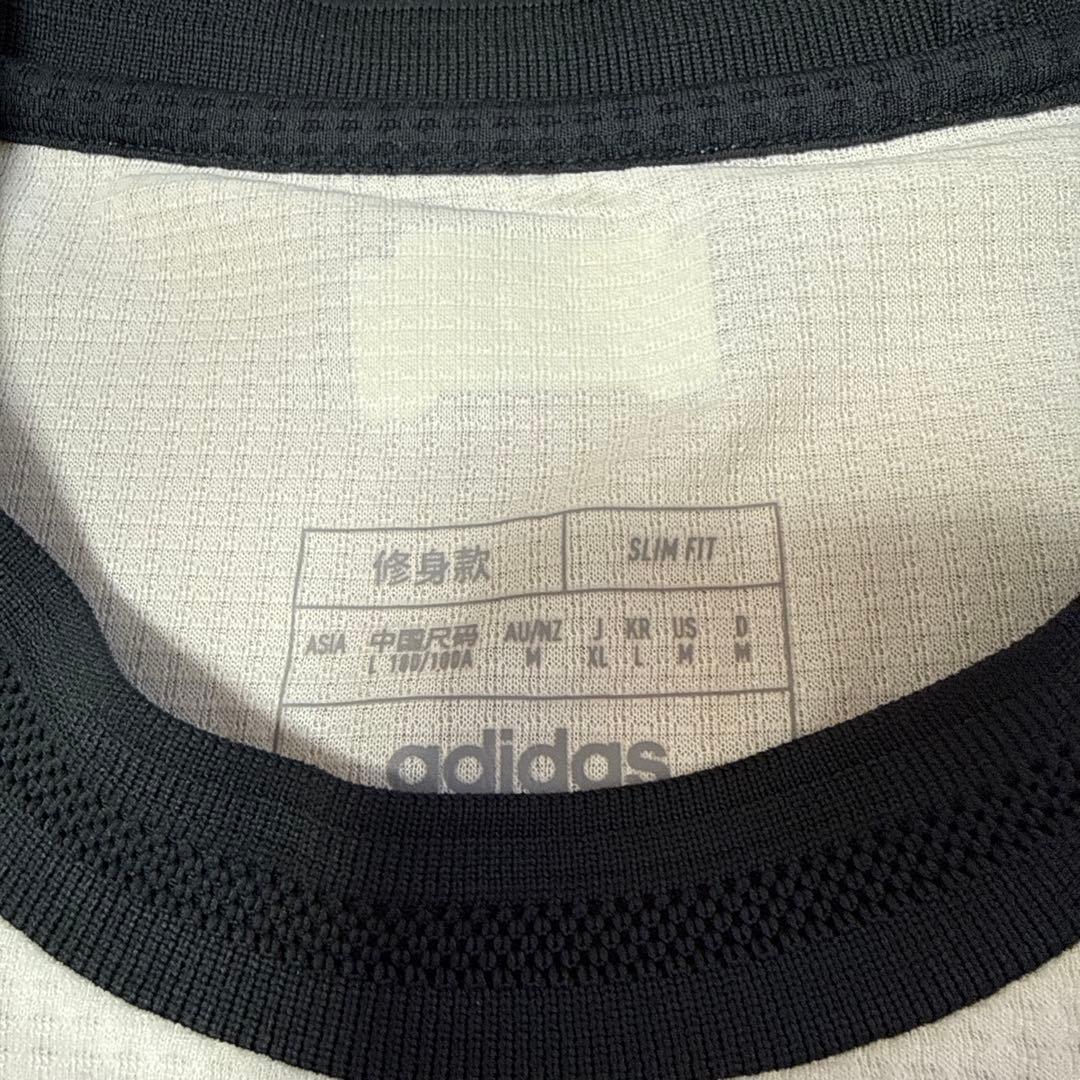 修身款 SLIM FIT
ASIA 中国尺码 AU/NZ J KR US D
L 180/100A M XL L M M
adidas